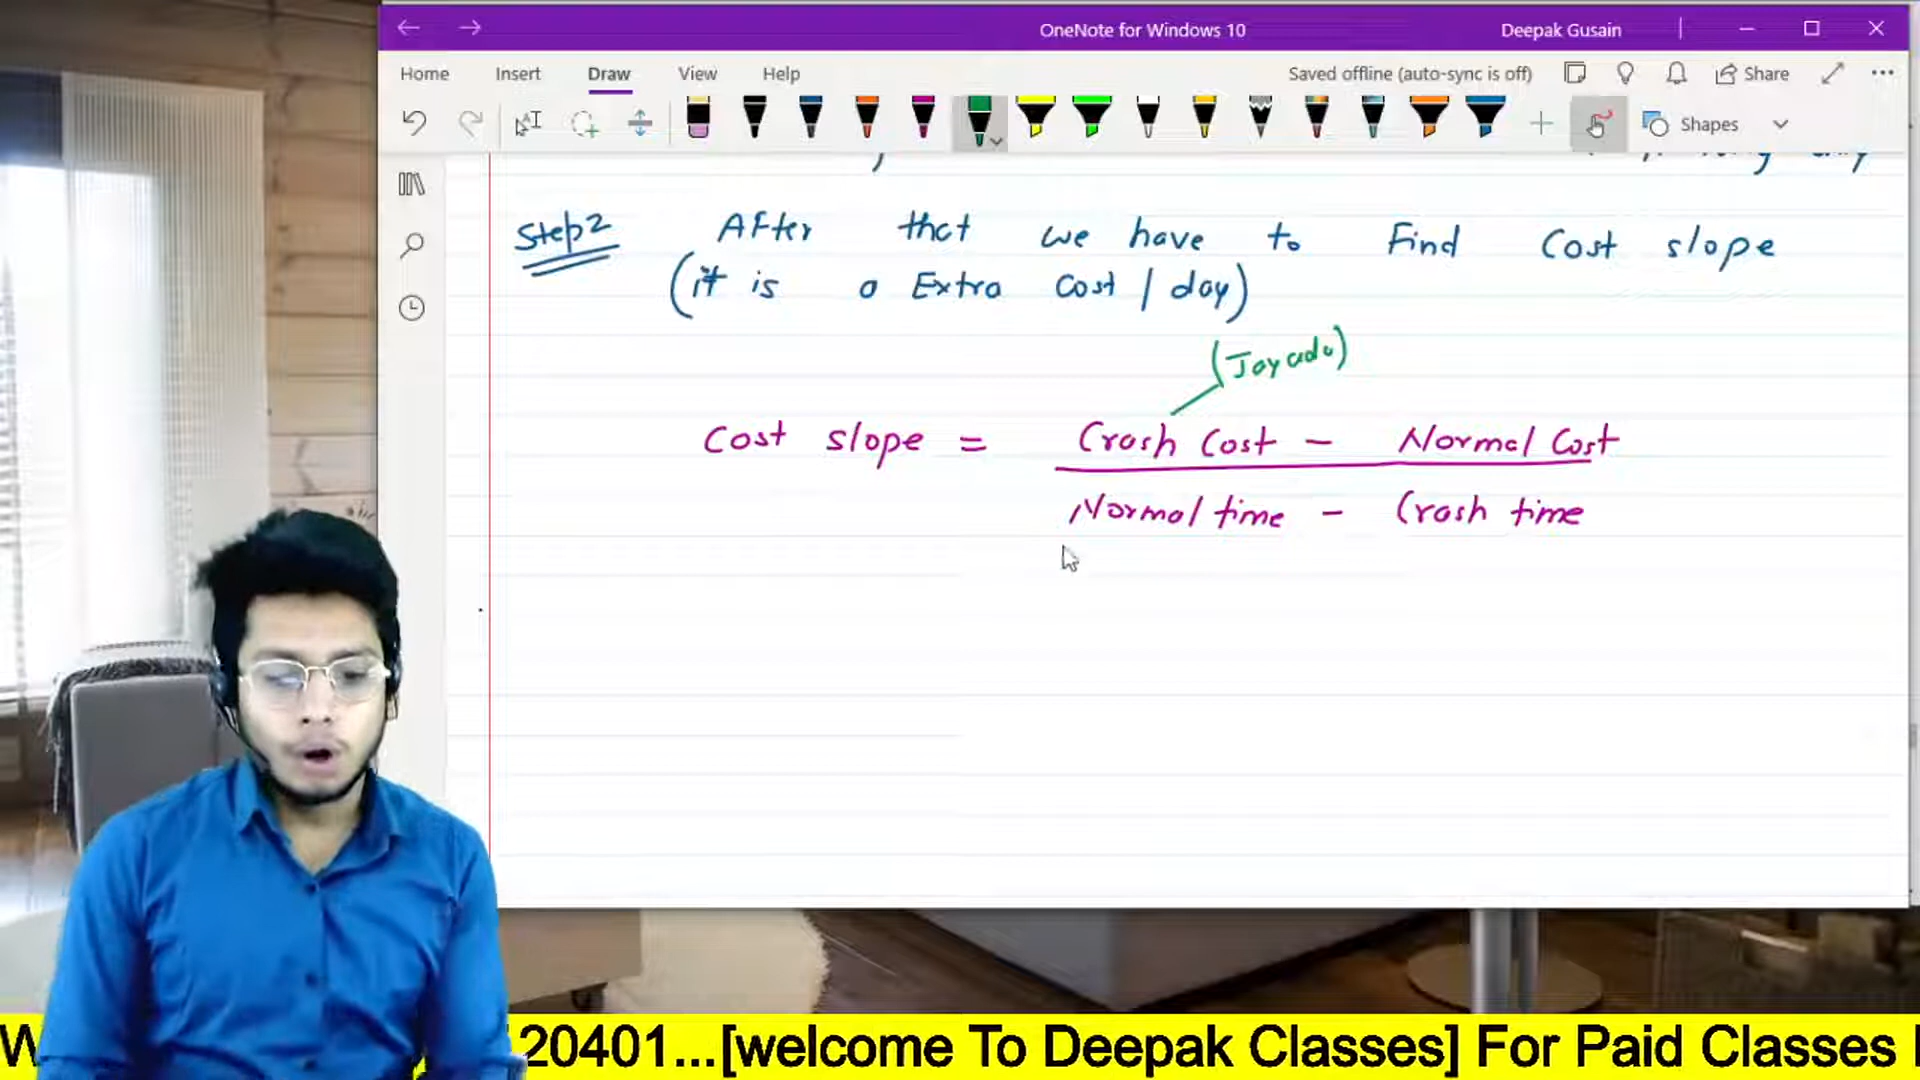 OneNote for Windows 10 Deepak Gusain
Home Insert Draw View Help Saved offline (auto-sync is off) Share
Shapes
Step2 After that we have to Find Cost slope
(it is a Extra Cost / day)
(Jayada)
Cost slope = Crash Cost - Normal Cost
Normal time - Crash time
20401...[welcome To Deepak Classes] For Paid Classes